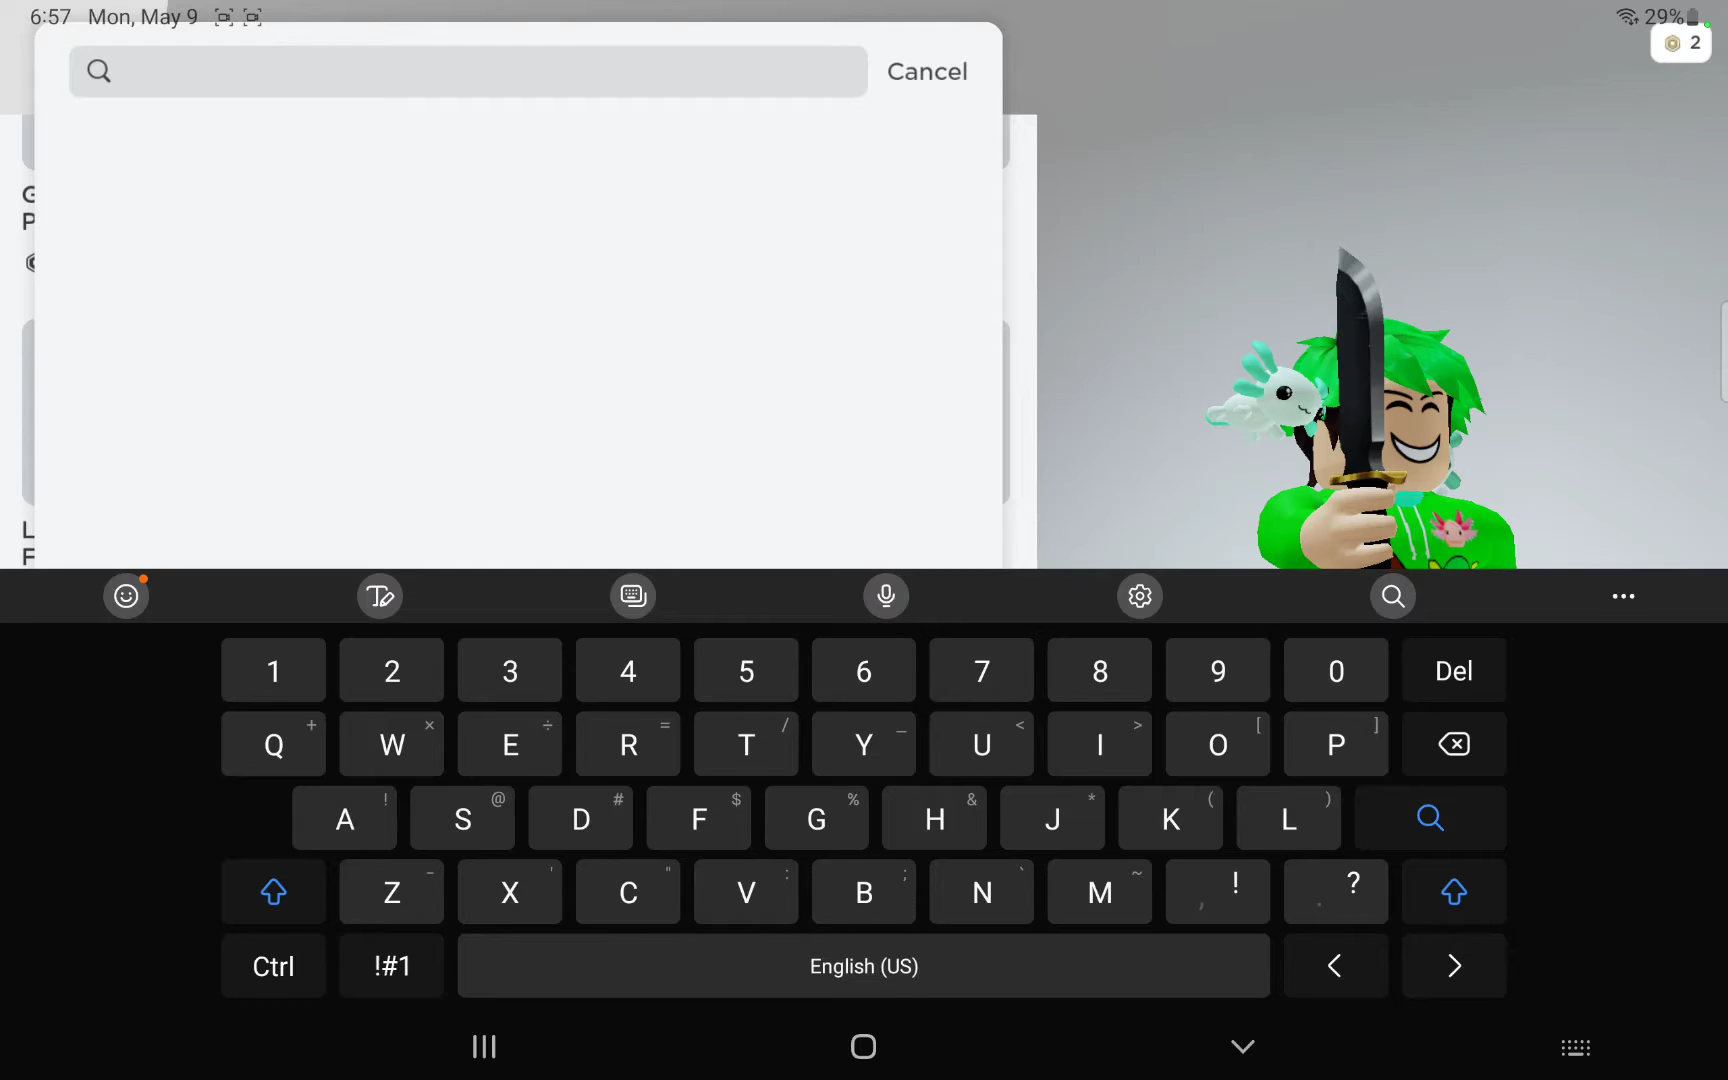 6:57 Mon, May 9 29%
2
Cancel
G
P
L
F
1 2 3 4 5 6 7 8 9 0 Del
+ × ÷ = / _ < > [ ]
Q W E R T Y U I O P
! @ # $ % & * ( )
A S D F G H J K L
- ' " : ; ` ~ ! ?
Z X C V B N M , .
Ctrl !#1 English (US) < >